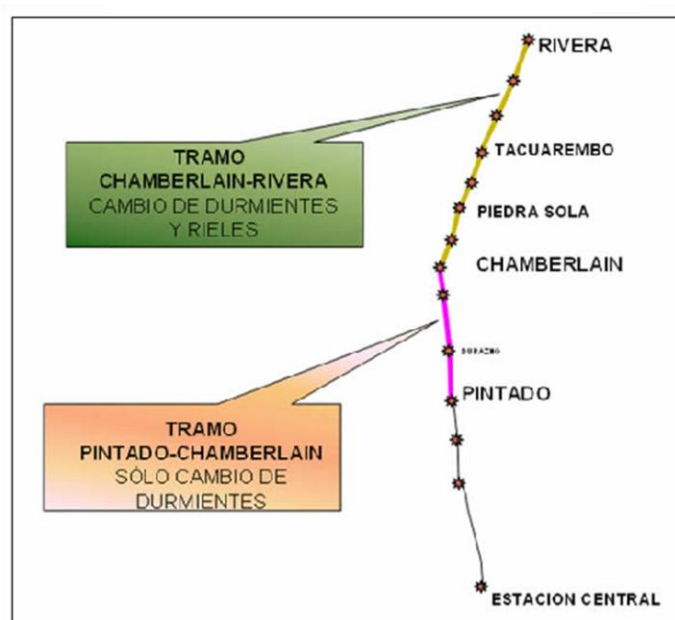 RIVERA
TRAMO
CHAMBERLAIN-RIVERA
CAMBIO DE DURMIENTES
Y RIELES
TACUAREMBO
PIEDRA SOLA
CHAMBERLAIN
DURAZNO
PINTADO
TRAMO
PINTADO-CHAMBERLAIN
SÓLO CAMBIO DE
DURMIENTES
ESTACION CENTRAL